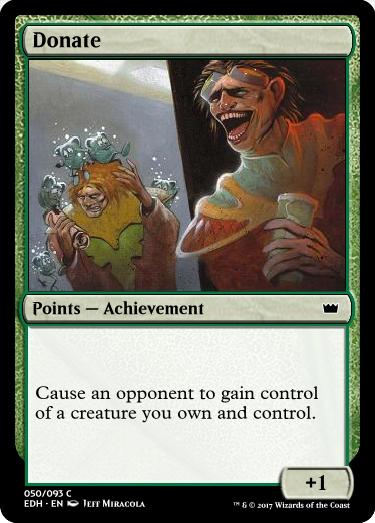 Donate
Points — Achievement
Cause an opponent to gain control
of a creature you own and control.
+1
050/093 C
EDH • EN Jeff Miracola
™ & © 2017 Wizards of the Coast